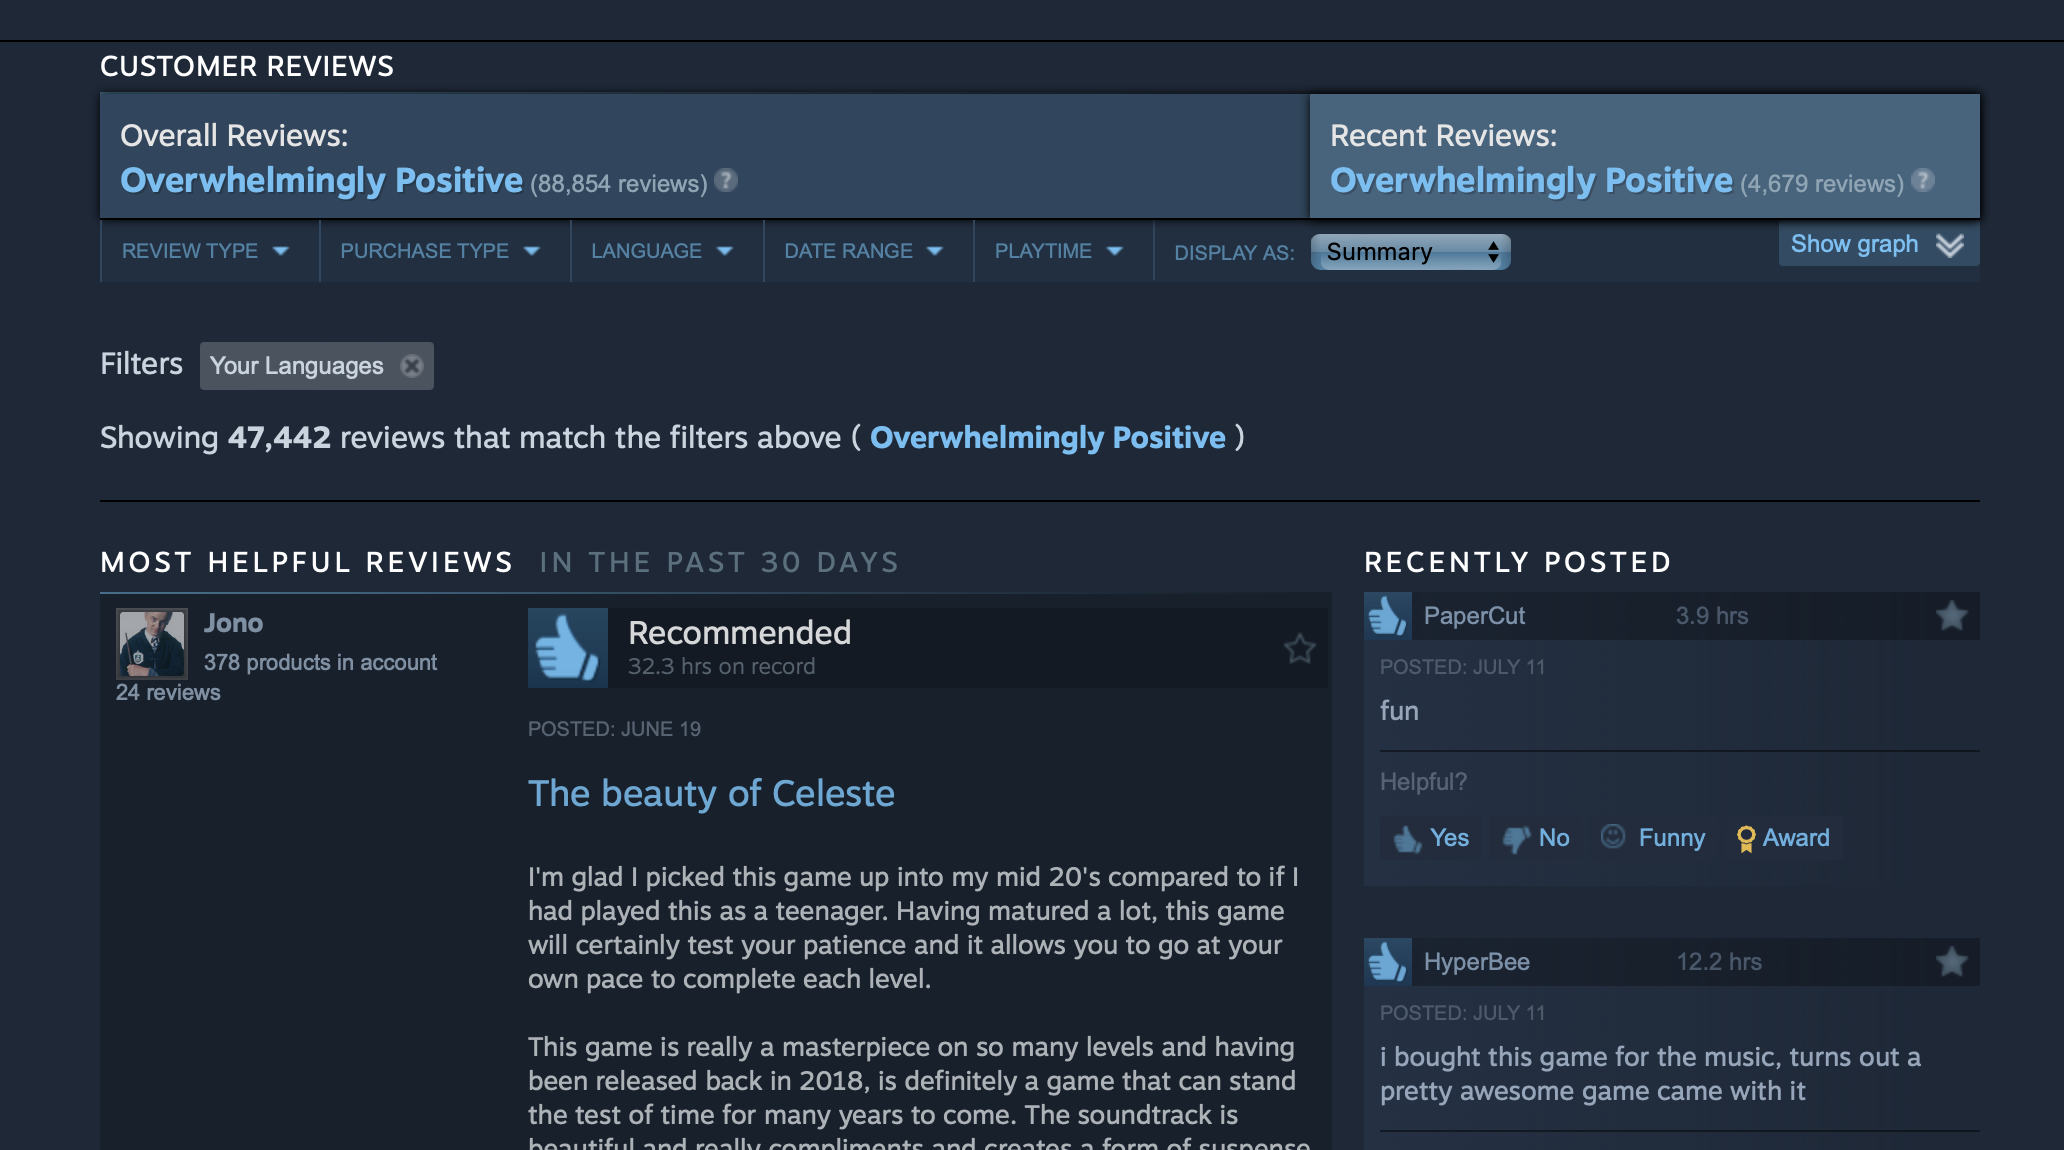 CUSTOMER REVIEWS
Overall Reviews:
Overwhelmingly Positive (88,854 reviews) ?
Recent Reviews:
Overwhelmingly Positive (4,679 reviews) ?
REVIEW TYPE PURCHASE TYPE LANGUAGE DATE RANGE PLAYTIME DISPLAY AS: Summary Show graph
Filters Your Languages
Showing 47,442 reviews that match the filters above ( Overwhelmingly Positive )
MOST HELPFUL REVIEWS IN THE PAST 30 DAYS
Jono
378 products in account
24 reviews
Recommended
32.3 hrs on record
POSTED: JUNE 19
The beauty of Celeste
I'm glad I picked this game up into my mid 20's compared to if I
had played this as a teenager. Having matured a lot, this game
will certainly test your patience and it allows you to go at your
own pace to complete each level.
This game is really a masterpiece on so many levels and having
been released back in 2018, is definitely a game that can stand
the test of time for many years to come. The soundtrack is
beautiful and really compliments and creates a form of suspense
RECENTLY POSTED
PaperCut 3.9 hrs
POSTED: JULY 11
fun
Helpful?
Yes No Funny Award
HyperBee 12.2 hrs
POSTED: JULY 11
i bought this game for the music, turns out a
pretty awesome game came with it